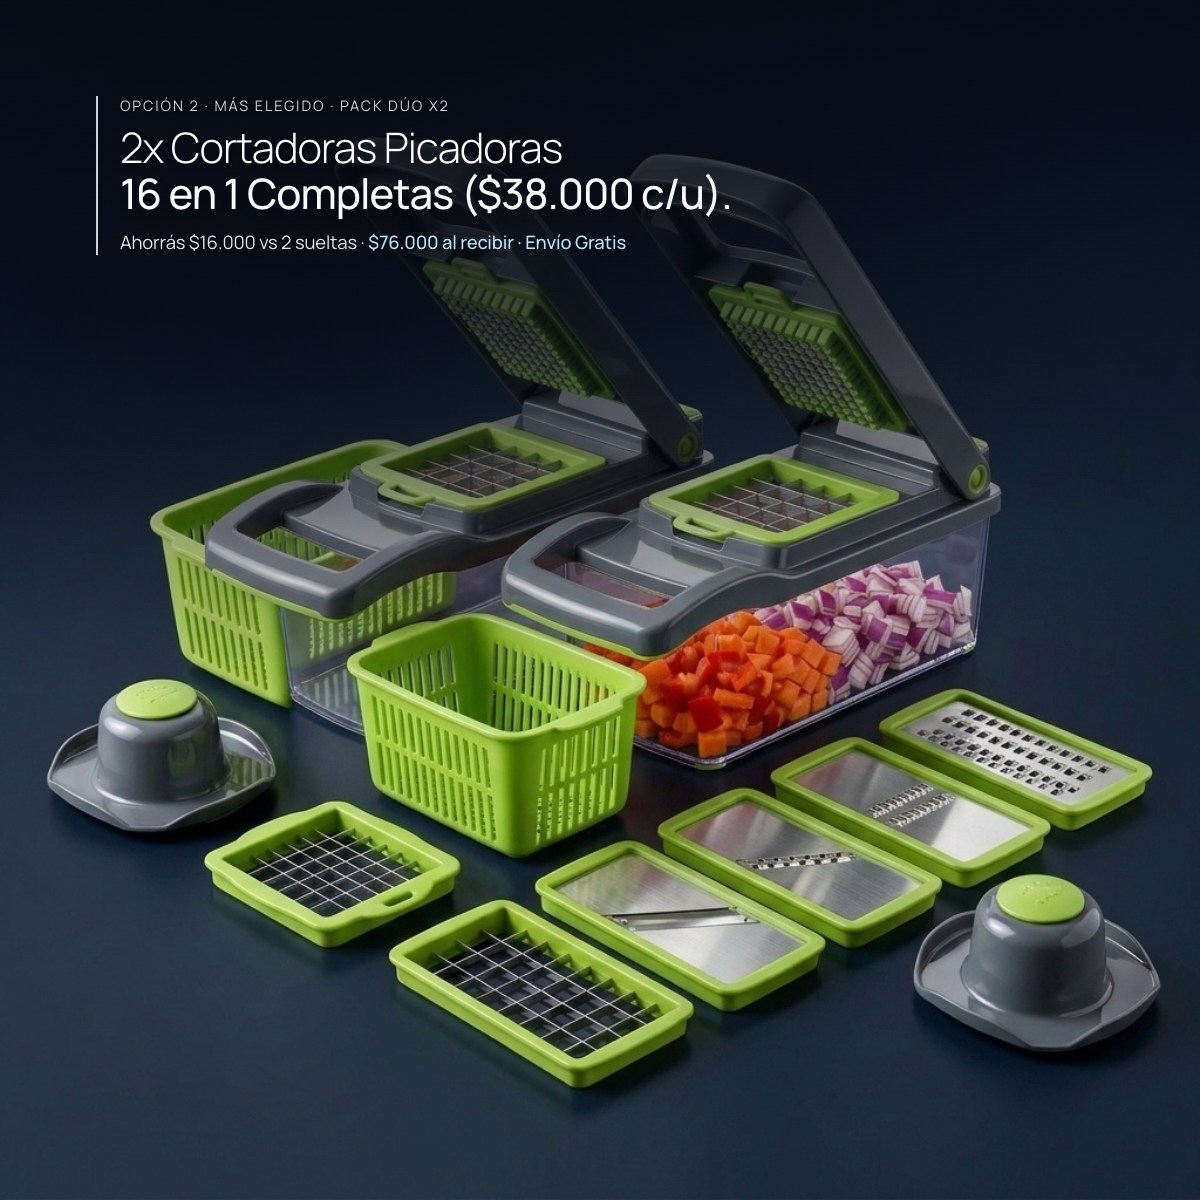 OPCIÓN 2 · MÁS ELEGIDO · PACK DÚO X2
2x Cortadoras Picadoras
16 en 1 Completas ($38.000 c/u).
Ahorrás $16.000 vs 2 sueltas · $76.000 al recibir · Envío Gratis